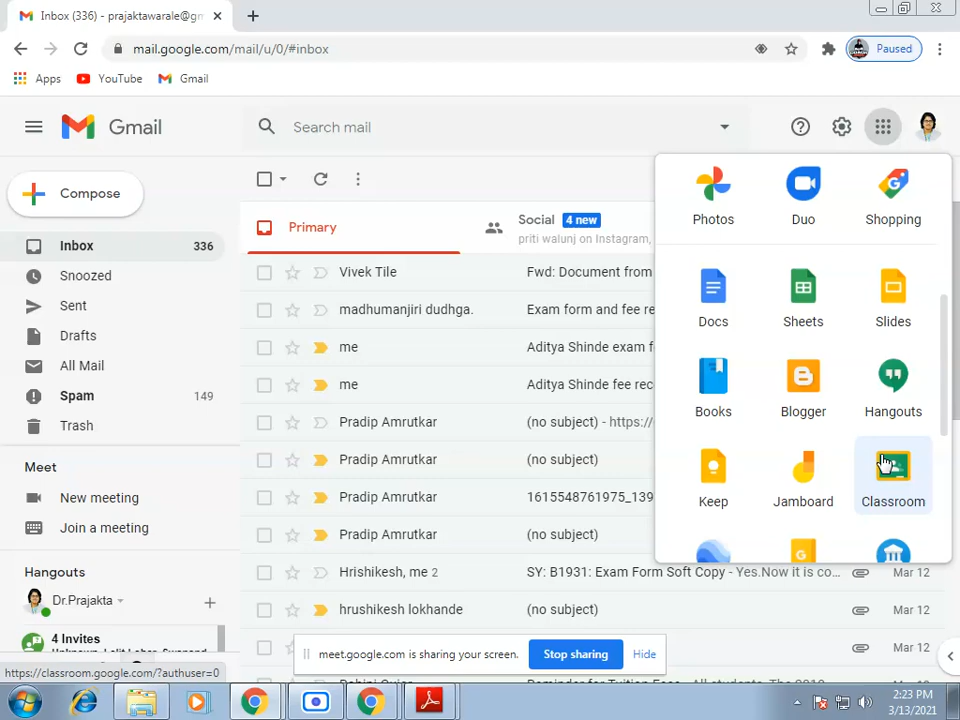 Inbox (336) - prajaktawarale@gm
mail.google.com/mail/u/0/#inbox
Paused
Apps YouTube Gmail
Gmail
Search mail
Compose
Inbox 336
Snoozed
Sent
Drafts
All Mail
Spam 149
Trash
Meet
New meeting
Join a meeting
Hangouts
Dr.Prajakta
4 Invites
Primary
Social 4 new
priti walunj on Instagram,
Vivek Tile Fwd: Document from
madhumanjiri dudhga. Exam form and fee re
me Aditya Shinde exam f
me Aditya Shinde fee rec
Pradip Amrutkar (no subject) - https:/
Pradip Amrutkar (no subject)
Pradip Amrutkar 1615548761975_139
Pradip Amrutkar (no subject)
Hrishikesh, me 2 SY: B1931: Exam Form Soft Copy - Yes.Now it is co... Mar 12
hrushikesh lokhande (no subject) Mar 12
Mar 12
Photos Duo Shopping
Docs Sheets Slides
Books Blogger Hangouts
Keep Jamboard Classroom
meet.google.com is sharing your screen. Stop sharing Hide
https://classroom.google.com/?authuser=0
2:23 PM
3/13/2021